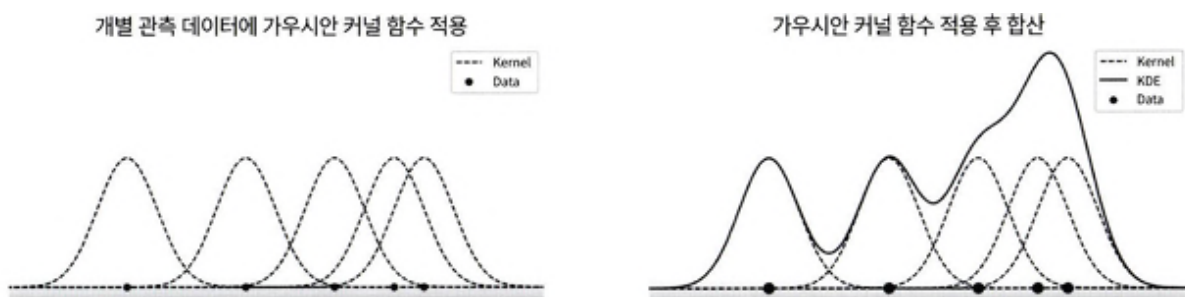 개별 관측 데이터에 가우시안 커널 함수 적용
Kernel
Data
가우시안 커널 함수 적용 후 합산
Kernel
KDE
Data